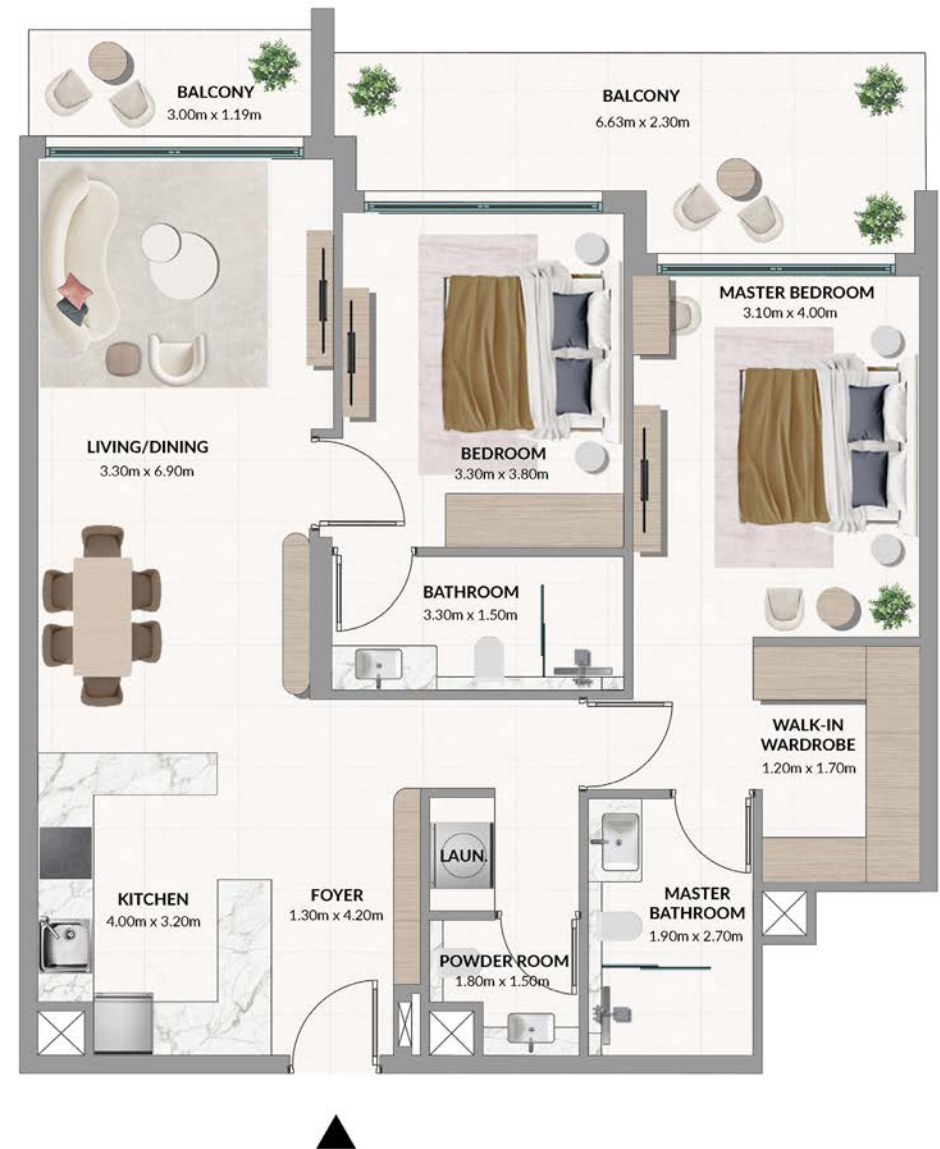 BALCONY
3.00m x 1.19m
BALCONY
6.63m x 2.30m
MASTER BEDROOM
3.10m x 4.00m
LIVING/DINING
3.30m x 6.90m
BEDROOM
3.30m x 3.80m
BATHROOM
3.30m x 1.50m
WALK-IN
WARDROBE
1.20m x 1.70m
LAUN.
KITCHEN
4.00m x 3.20m
FOYER
1.30m x 4.20m
MASTER
BATHROOM
1.90m x 2.70m
POWDER ROOM
1.80m x 1.50m